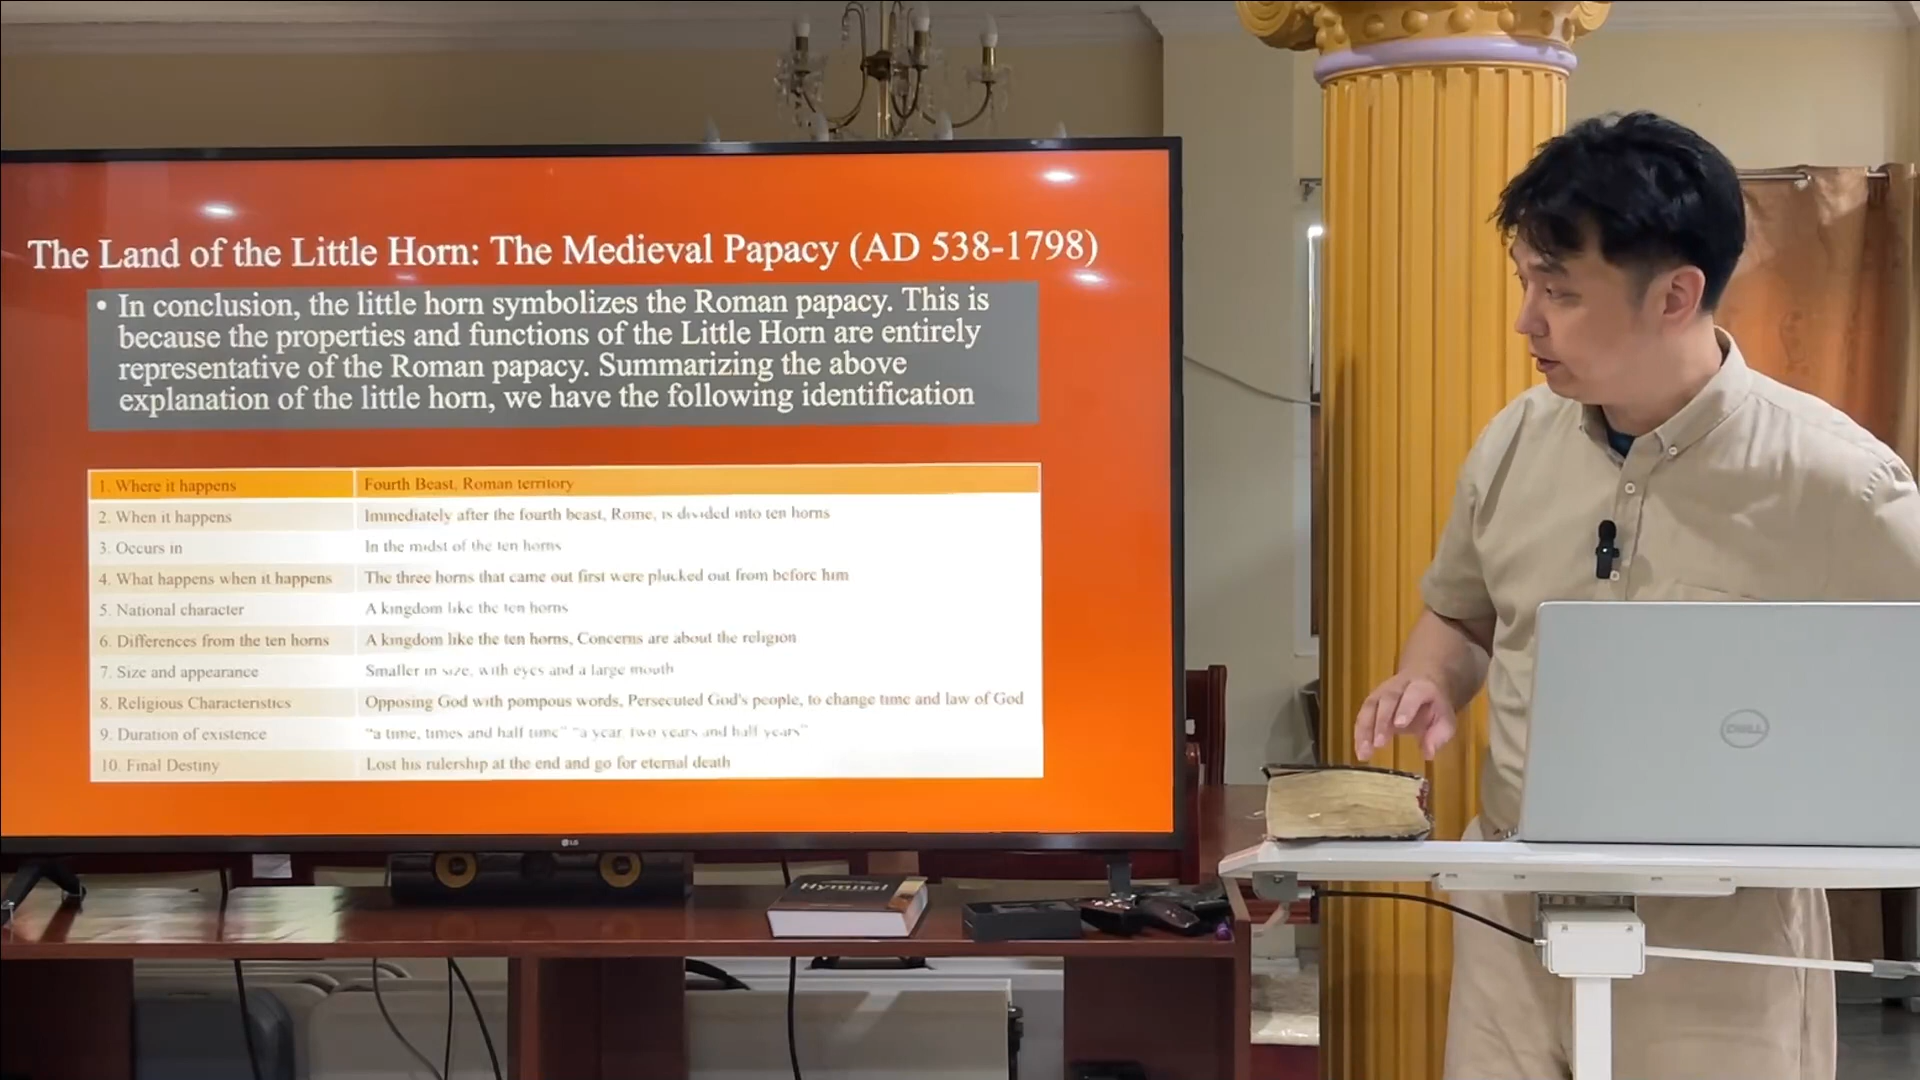 The Land of the Little Horn: The Medieval Papacy (AD 538-1798)
• In conclusion, the little horn symbolizes the Roman papacy. This is
because the properties and functions of the Little Horn are entirely
representative of the Roman papacy. Summarizing the above
explanation of the little horn, we have the following identification
1. Where it happens Fourth Beast, Roman territory
2. When it happens Immediately after the fourth beast, Rome, is divided into ten horns
3. Occurs in In the midst of the ten horns
4. What happens when it happens The three horns that came out first were plucked out from before him
5. National character A kingdom like the ten horns
6. Differences from the ten horns A kingdom like the ten horns, Concerns are about the religion
7. Size and appearance Smaller in size, with eyes and a large mouth
8. Religious Characteristics Opposing God with pompous words, Persecuted God's people, to change time and law of God
9. Duration of existence "a time, times and half time" "a year, two years and half years"
10. Final Destiny Lost his rulership at the end and go for eternal death
LG
Hymnal
DELL